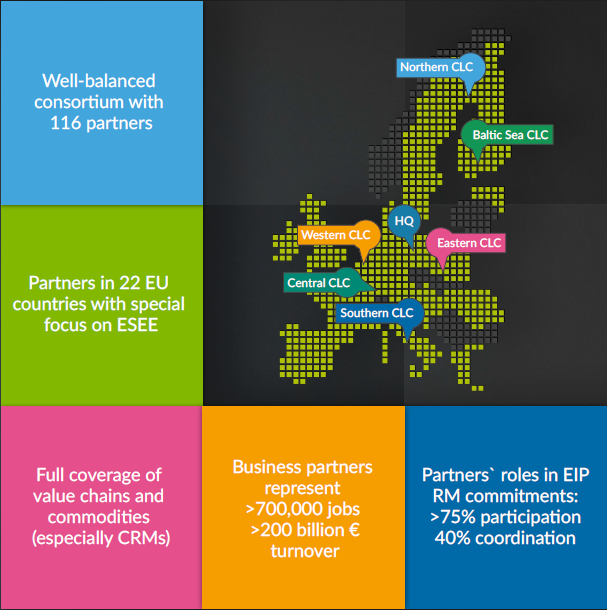 Well-balanced
consortium with
116 partners
Northern CLC
Baltic Sea CLC
HQ
Western CLC
Eastern CLC
Central CLC
Southern CLC
Partners in 22 EU
countries with special
focus on ESEE
Full coverage of
value chains and
commodities
(especially CRMs)
Business partners
represent
>700,000 jobs
>200 billion €
turnover
Partners` roles in EIP
RM commitments:
>75% participation
40% coordination